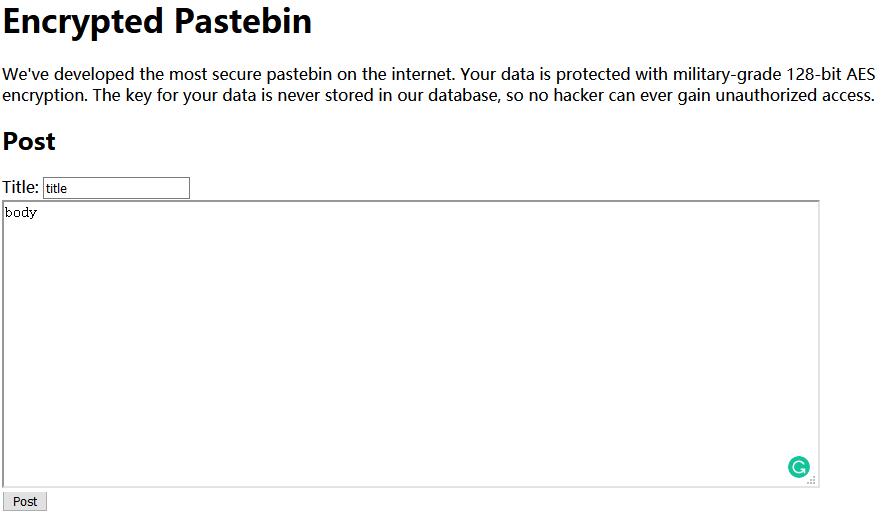 Encrypted Pastebin
We've developed the most secure pastebin on the internet. Your data is protected with military-grade 128-bit AES
encryption. The key for your data is never stored in our database, so no hacker can ever gain unauthorized access.
Post
Title: title
body
Post